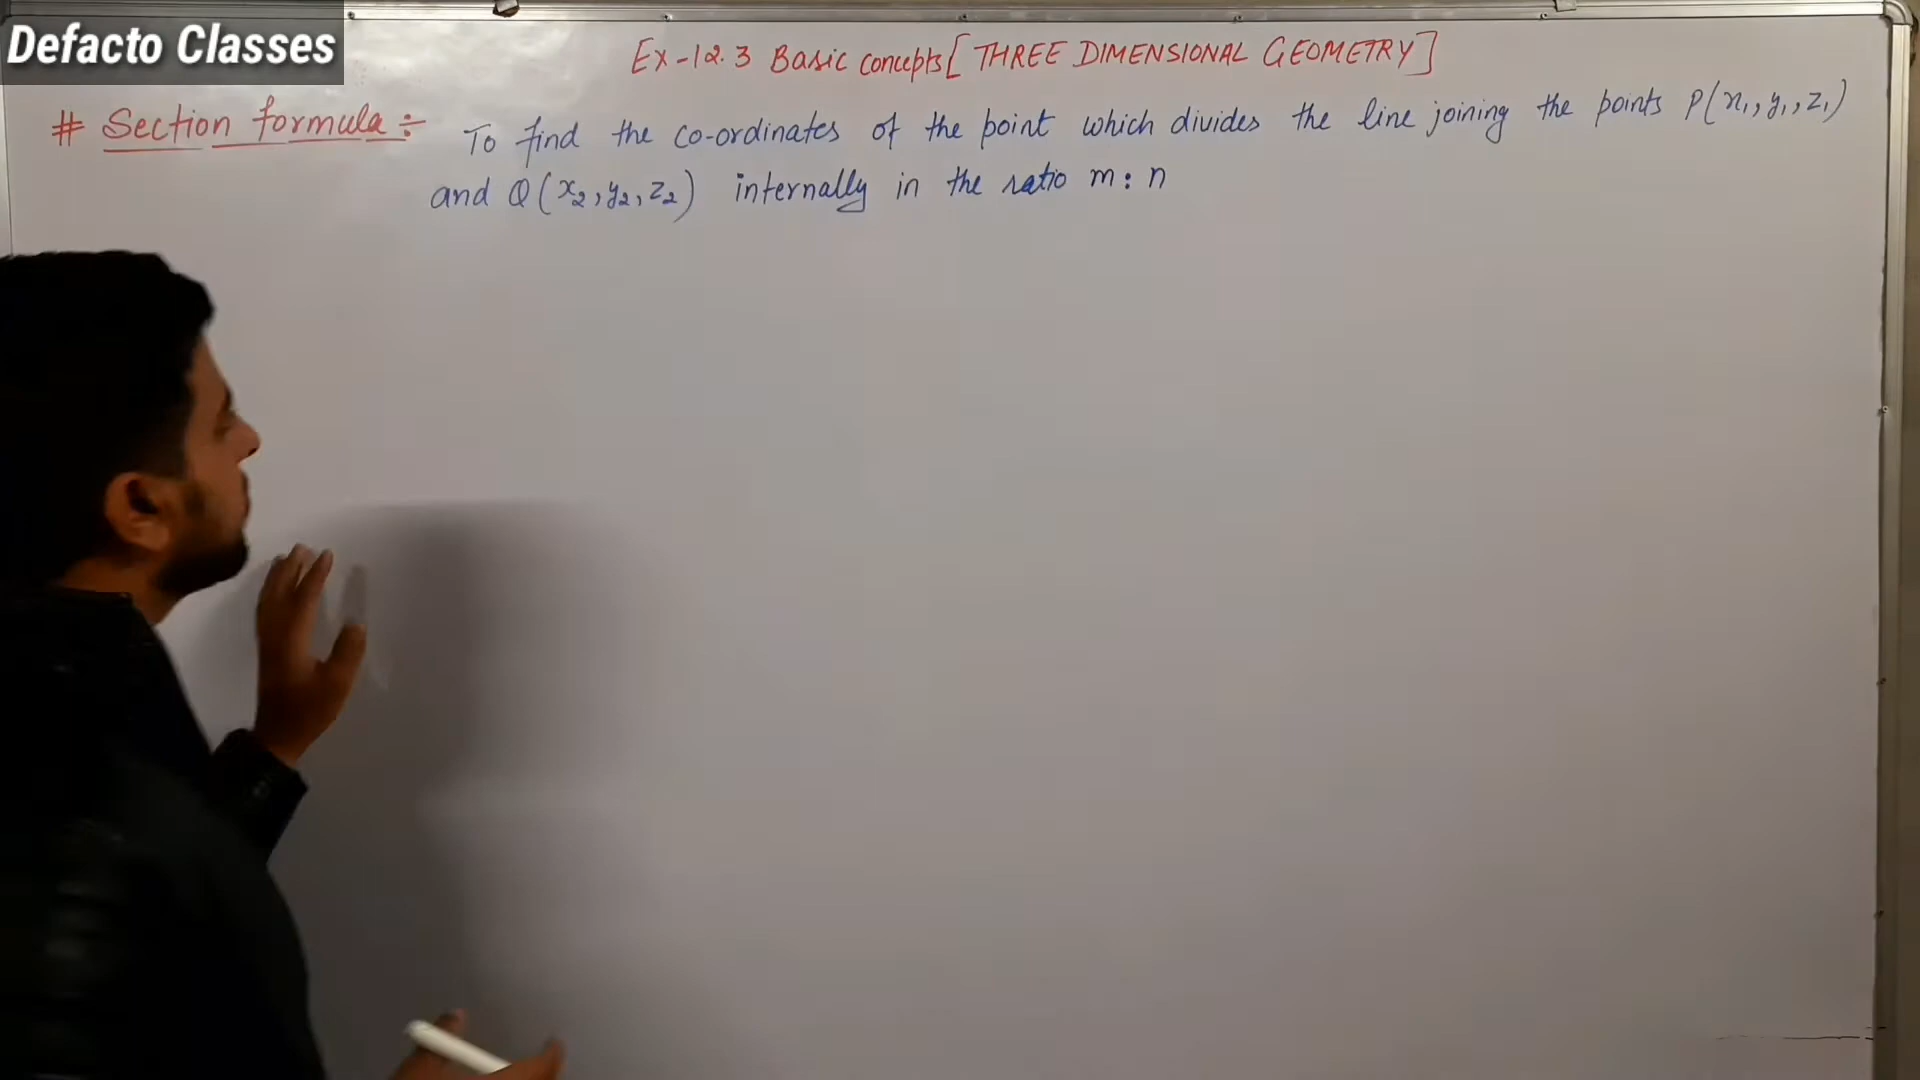 Defacto Classes
Ex-12.3 Basic concepts [THREE DIMENSIONAL GEOMETRY]
# Section formula :- To find the co-ordinates of the point which divides the line joining the points P(x₁, y₁, z₁)
and Q(x₂, y₂, z₂) internally in the ratio m : n